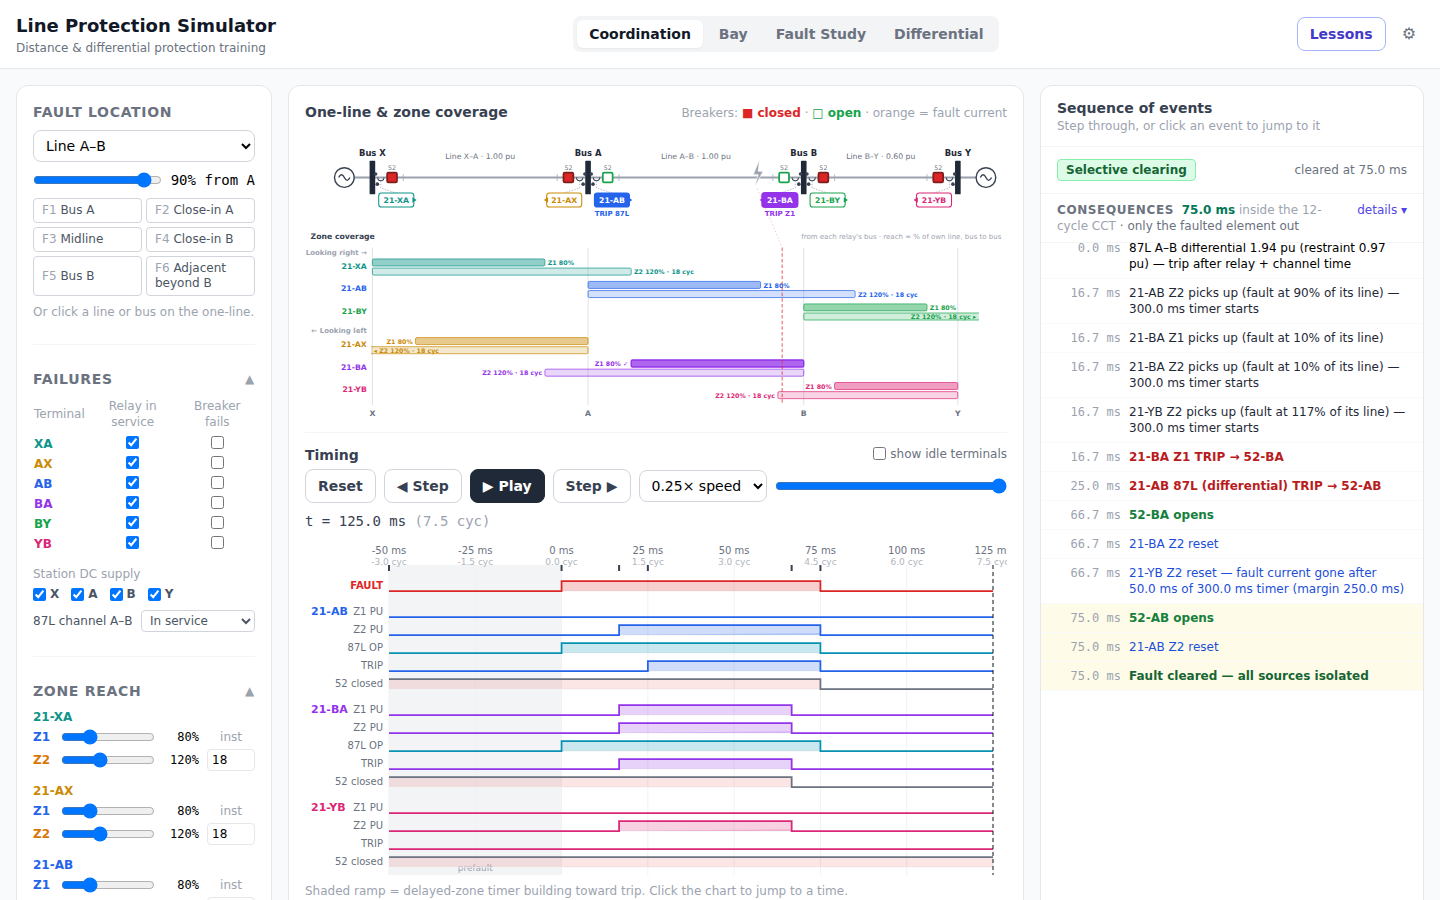 Line Protection Simulator
Distance & differential protection training
Coordination Bay Fault Study Differential
Lessons ⚙
FAULT LOCATION
Line A–B
90% from A
F1 Bus A F2 Close-in A
F3 Midline F4 Close-in B
F5 Bus B F6 Adjacent beyond B
Or click a line or bus on the one-line.
FAILURES ▲
Terminal Relay in service Breaker fails
XA
AX
AB
BA
BY
YB
Station DC supply
X A B Y
87L channel A–B In service
ZONE REACH ▲
21-XA
Z1 80% inst
Z2 120% 18
21-AX
Z1 80% inst
Z2 120% 18
21-AB
Z1 80% inst
One-line & zone coverage
Breakers: ■ closed · □ open · orange = fault current
Bus X Bus A Bus B Bus Y
Line X–A · 1.00 pu Line A–B · 1.00 pu Line B–Y · 0.60 pu
52 52 52 52 52 52
21-XA 21-AX 21-AB 21-BA 21-BY 21-YB
TRIP 87L TRIP Z1
Zone coverage
from each relay's bus · reach = % of own line, bus to bus
Looking right →
21-XA Z1 80%
Z2 120% · 18 cyc
21-AB Z1 80%
Z2 120% · 18 cyc
21-BY Z1 80%
Z2 120% · 18 cyc ▸
← Looking left
21-AX Z1 80%
◂ Z2 120% · 18 cyc
21-BA Z1 80% ✓
Z2 120% · 18 cyc
21-YB Z1 80%
Z2 120% · 18 cyc
X A B Y
Timing
show idle terminals
Reset ◀ Step ▶ Play Step ▶ 0.25× speed
t = 125.0 ms (7.5 cyc)
-50 ms -25 ms 0 ms 25 ms 50 ms 75 ms 100 ms 125 m
-3.0 cyc -1.5 cyc 0.0 cyc 1.5 cyc 3.0 cyc 4.5 cyc 6.0 cyc 7.5 cyc
FAULT
21-AB Z1 PU
Z2 PU
87L OP
TRIP
52 closed
21-BA Z1 PU
Z2 PU
87L OP
TRIP
52 closed
21-YB Z1 PU
Z2 PU
TRIP
52 closed
prefault
Shaded ramp = delayed-zone timer building toward trip. Click the chart to jump to a time.
Sequence of events
Step through, or click an event to jump to it
Selective clearing cleared at 75.0 ms
CONSEQUENCES 75.0 ms inside the 12-
cycle CCT · only the faulted element out
details ▾
0.0 ms 87L A–B differential 1.94 pu (restraint 0.97
pu) — trip after relay + channel time
16.7 ms 21-AB Z2 picks up (fault at 90% of its line) —
300.0 ms timer starts
16.7 ms 21-BA Z1 picks up (fault at 10% of its line)
16.7 ms 21-BA Z2 picks up (fault at 10% of its line) —
300.0 ms timer starts
16.7 ms 21-YB Z2 picks up (fault at 117% of its line) —
300.0 ms timer starts
16.7 ms 21-BA Z1 TRIP → 52-BA
25.0 ms 21-AB 87L (differential) TRIP → 52-AB
66.7 ms 52-BA opens
66.7 ms 21-BA Z2 reset
66.7 ms 21-YB Z2 reset — fault current gone after
50.0 ms of 300.0 ms timer (margin 250.0 ms)
75.0 ms 52-AB opens
75.0 ms 21-AB Z2 reset
75.0 ms Fault cleared — all sources isolated